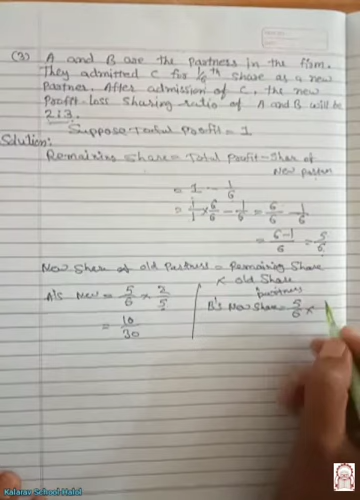 (3) A and B are the Partners in the firm.
They admitted C for 1/6th share as a new
Partner. After admission of C, the new
Profit-loss sharing ratio of A and B will be
2:3.
Suppose Total Profit = 1
Solution:
Remaining share = Total Profit - Share of
New partner
= 1 - 1/6
= 1/1 × 6/6 - 1/6 = 6/6 - 1/6
= 6-1/6 = 5/6
New Share of old Partners = Remaining Share
× old Share
partners
A's New = 5/6 × 2/5
= 10/30
B's New Share = 5/6 ×
Kalarav School-Halol